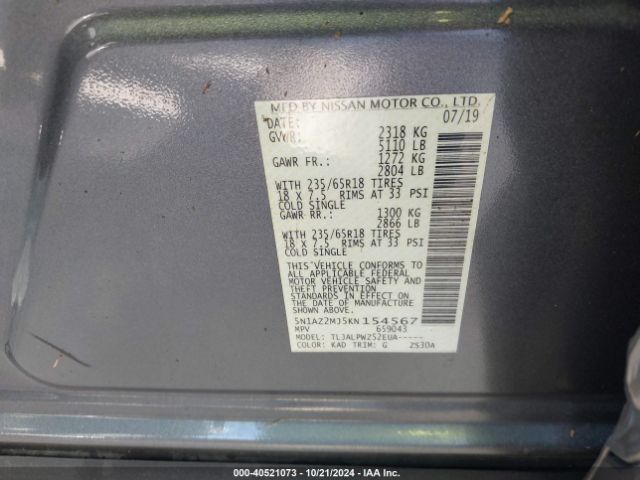 MFD BY NISSAN MOTOR CO., LTD.
DATE: 07/19
GVWR: 2318 KG
5110 LB
GAWR FR.: 1272 KG
2804 LB
WITH 235/65R18 TIRES
18 X 7.5 RIMS AT 33 PSI
COLD SINGLE
GAWR RR.: 1300 KG
2866 LB
WITH 235/65R18 TIRES
18 X 7.5 RIMS AT 33 PSI
COLD SINGLE
THIS VEHICLE CONFORMS TO
ALL APPLICABLE FEDERAL
MOTOR VEHICLE SAFETY AND
THEFT PREVENTION
STANDARDS IN EFFECT ON
THE DATE OF MANUFACTURE
SHOWN ABOVE.
5N1AZ2MJ5KN154567
MPV 659043
MODEL: TLJALPWZ52EUA-----
COLOR: KAD TRIM: G 2S30A
000-40521073 - 10/21/2024 - IAA Inc.